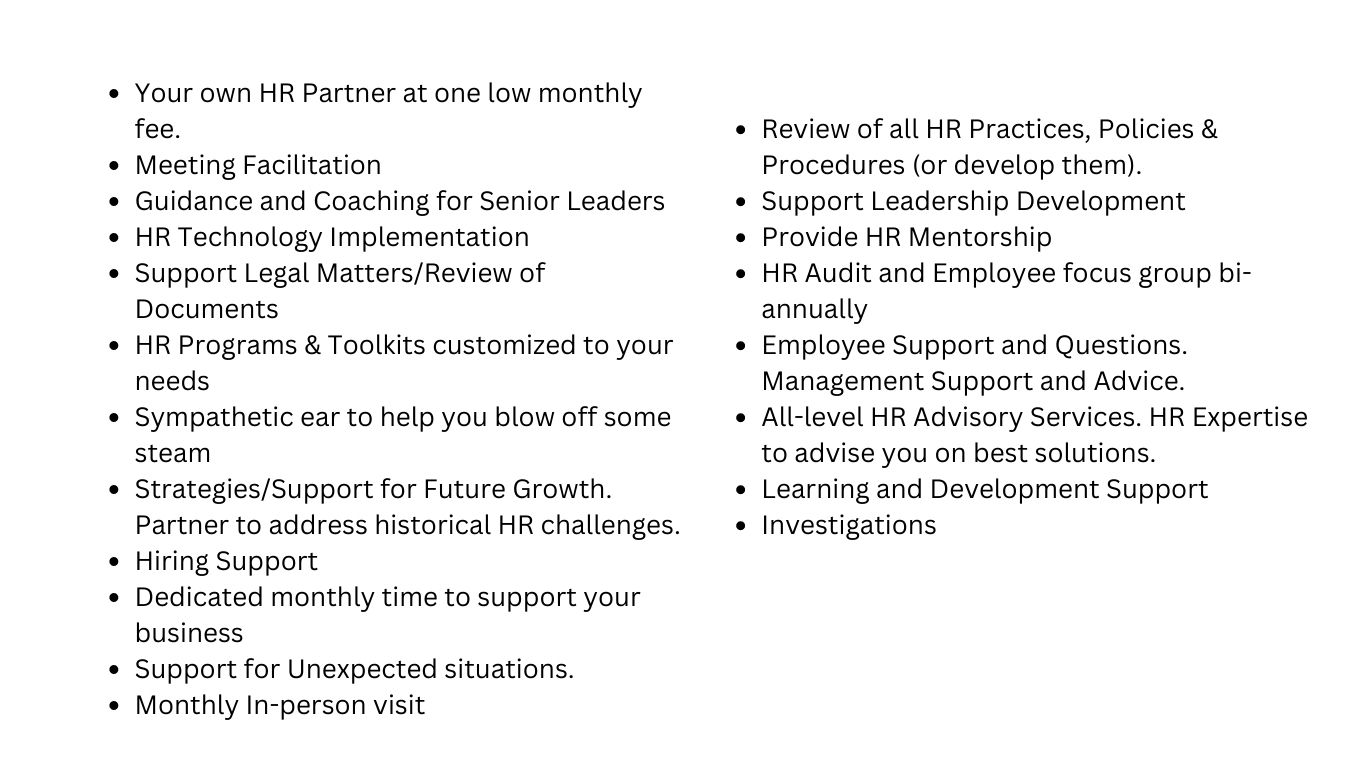 Your own HR Partner at one low monthly
fee.
Meeting Facilitation
Guidance and Coaching for Senior Leaders
HR Technology Implementation
Support Legal Matters/Review of
Documents
HR Programs & Toolkits customized to your
needs
Sympathetic ear to help you blow off some
steam
Strategies/Support for Future Growth.
Partner to address historical HR challenges.
Hiring Support
Dedicated monthly time to support your
business
Support for Unexpected situations.
Monthly In-person visit
Review of all HR Practices, Policies &
Procedures (or develop them).
Support Leadership Development
Provide HR Mentorship
HR Audit and Employee focus group bi-
annually
Employee Support and Questions.
Management Support and Advice.
All-level HR Advisory Services. HR Expertise
to advise you on best solutions.
Learning and Development Support
Investigations